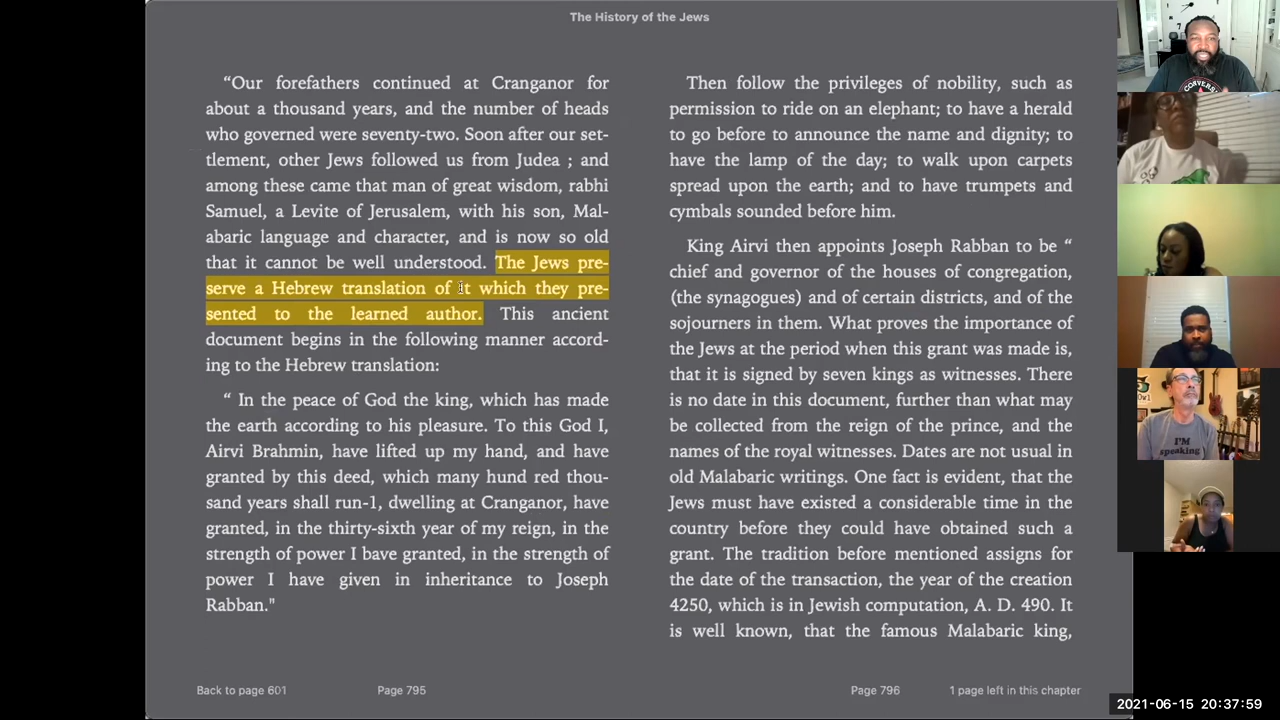 The History of the Jews
“Our forefathers continued at Cranganor for
about a thousand years, and the number of heads
who governed were seventy-two. Soon after our set-
tlement, other Jews followed us from Judea ; and
among these came that man of great wisdom, rabbi
Samuel, a Levite of Jerusalem, with his son, Mal-
abaric language and character, and is now so old
that it cannot be well understood. The Jews pre-
serve a Hebrew translation of it which they pre-
sented to the learned author. This ancient
document begins in the following manner accord-
ing to the Hebrew translation:
“ In the peace of God the king, which has made
the earth according to his pleasure. To this God I,
Airvi Brahmin, have lifted up my hand, and have
granted by this deed, which many hund red thou-
sand years shall run-1, dwelling at Cranganor, have
granted, in the thirty-sixth year of my reign, in the
strength of power I bave granted, in the strength of
power I have given in inheritance to Joseph
Rabban."
Back to page 601
Page 795
Then follow the privileges of nobility, such as
permission to ride on an elephant; to have a herald
to go before to announce the name and dignity; to
have the lamp of the day; to walk upon carpets
spread upon the earth; and to have trumpets and
cymbals sounded before him.
King Airvi then appoints Joseph Rabban to be “
chief and governor of the houses of congregation,
(the synagogues) and of certain districts, and of the
sojourners in them. What proves the importance of
the Jews at the period when this grant was made is,
that it is signed by seven kings as witnesses. There
is no date in this document, further than what may
be collected from the reign of the prince, and the
names of the royal witnesses. Dates are not usual in
old Malabaric writings. One fact is evident, that the
Jews must have existed a considerable time in the
country before they could have obtained such a
grant. The tradition before mentioned assigns for
the date of the transaction, the year of the creation
4250, which is in Jewish computation, A. D. 490. It
is well known, that the famous Malabaric king,
Page 796
1 page left in this chapter
CONVERSE
I'M
speaking
2021-06-15 20:37:59